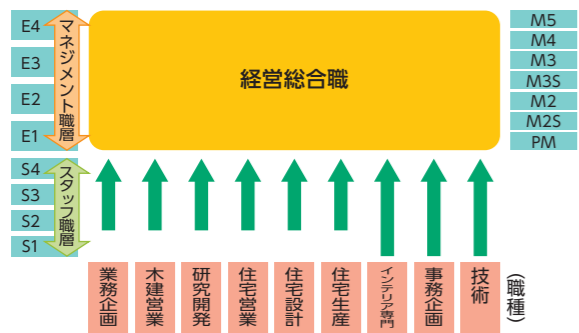 E4
E3
E2
E1
マネジメント職層
S4
S3
S2
S1
スタッフ職層
経営総合職
M5
M4
M3
M3S
M2
M2S
PM
業務企画
木建営業
研究開発
住宅営業
住宅設計
住宅生産
インテリア専門
事務企画
技術
(職種)